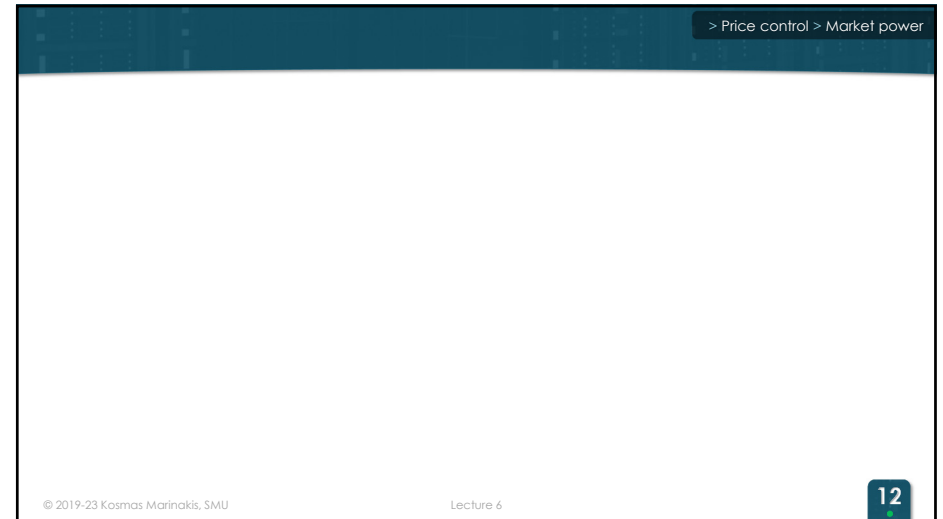 > Price control > Market power
© 2019-23 Kosmas Marinakis, SMU
Lecture 6
12